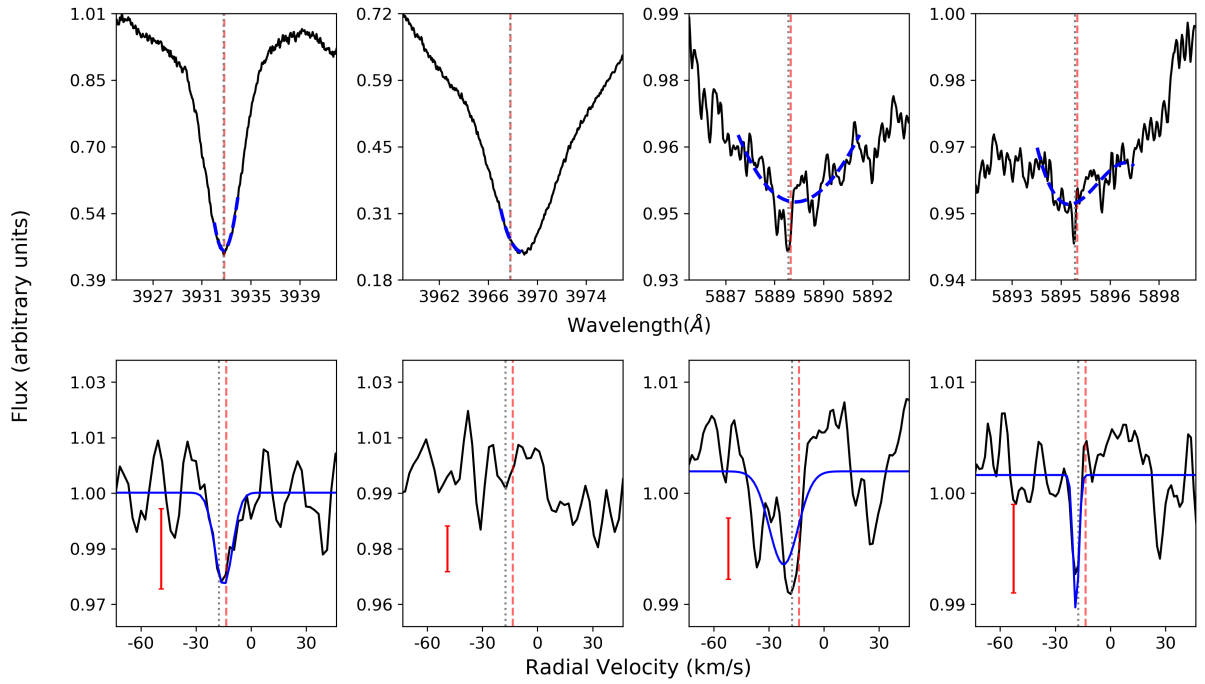 1.01 0.72 0.99 1.00
0.85 0.59 0.98 0.98
0.70 0.45 0.96 0.97
0.54 0.31 0.95 0.95
0.39 0.18 0.93 0.94
3927 3931 3935 3939 3962 3966 3970 3974 5887 5889 5890 5892 5893 5895 5896 5898
Wavelength(Å)
Flux (arbitrary units)
1.03 1.03 1.01 1.01
1.01 1.01
1.00 0.99 1.00 1.00
0.99 0.98
0.97 0.96 0.99 0.99
-60 -30 0 30 -60 -30 0 30 -60 -30 0 30 -60 -30 0 30
Radial Velocity (km/s)